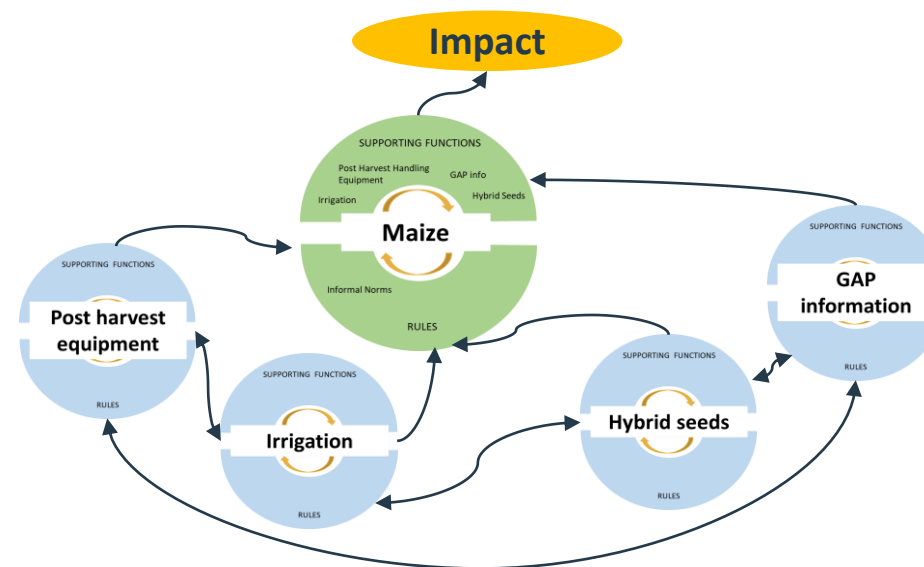 Impact
SUPPORTING FUNCTIONS
Post Harvest Handling
Equipment
GAP info
Irrigation
Hybrid Seeds
Maize
Informal Norms
RULES
SUPPORTING FUNCTIONS
Post harvest
equipment
RULES
SUPPORTING FUNCTIONS
Irrigation
RULES
SUPPORTING FUNCTIONS
Hybrid seeds
RULES
SUPPORTING FUNCTIONS
GAP
information
RULES